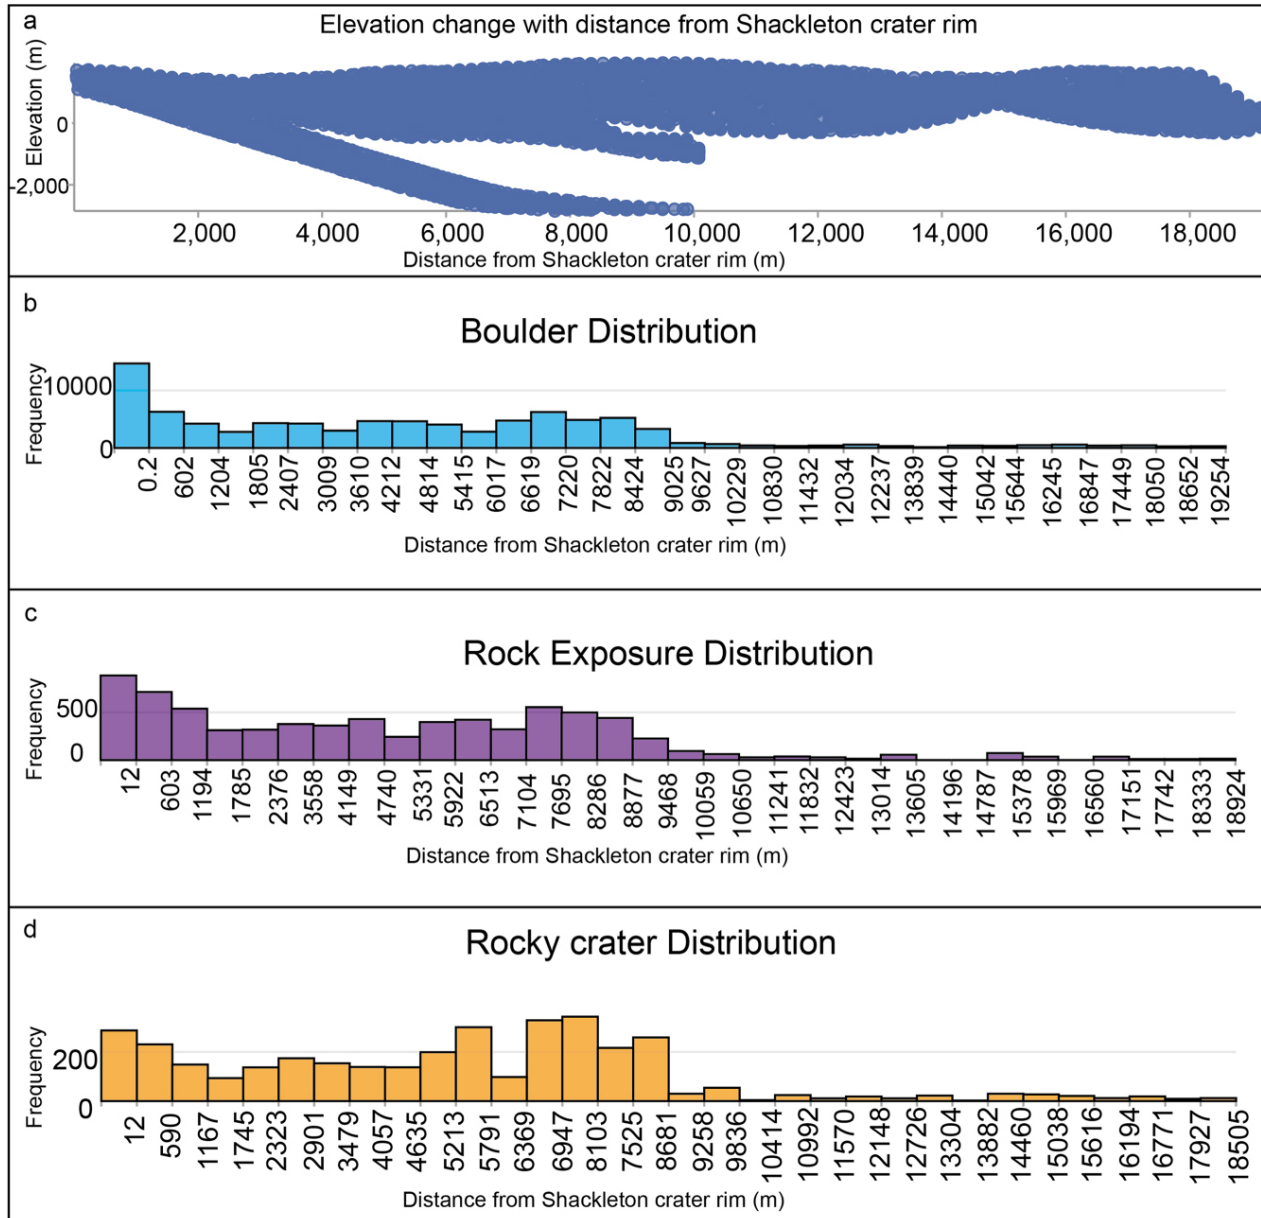 a
Elevation change with distance from Shackleton crater rim
Elevation (m)
0
-2,000
2,000 4,000 6,000 8,000 10,000 12,000 14,000 16,000 18,000
Distance from Shackleton crater rim (m)
b
Boulder Distribution
Frequency
10000
0
0.2 602 1204 1805 2407 3009 3610 4212 4814 5415 6017 6619 7220 7822 8424 9025 9627 10229 10830 11432 12034 12237 13839 14440 15042 15644 16245 16847 17449 18050 18652 19254
Distance from Shackleton crater rim (m)
c
Rock Exposure Distribution
Frequency
500
0
12 603 1194 1785 2376 3558 4149 4740 5331 5922 6513 7104 7695 8286 8877 9468 10059 10650 11241 11832 12423 13014 13605 14196 14787 15378 15969 16560 17151 17742 18333 18924
Distance from Shackleton crater rim (m)
d
Rocky crater Distribution
Frequency
200
0
12 590 1167 1745 2323 2901 3479 4057 4635 5213 5791 6369 6947 8103 7525 8681 9258 9836 10414 10992 11570 12148 12726 13304 13882 14460 15038 15616 16194 16771 17927 18505
Distance from Shackleton crater rim (m)